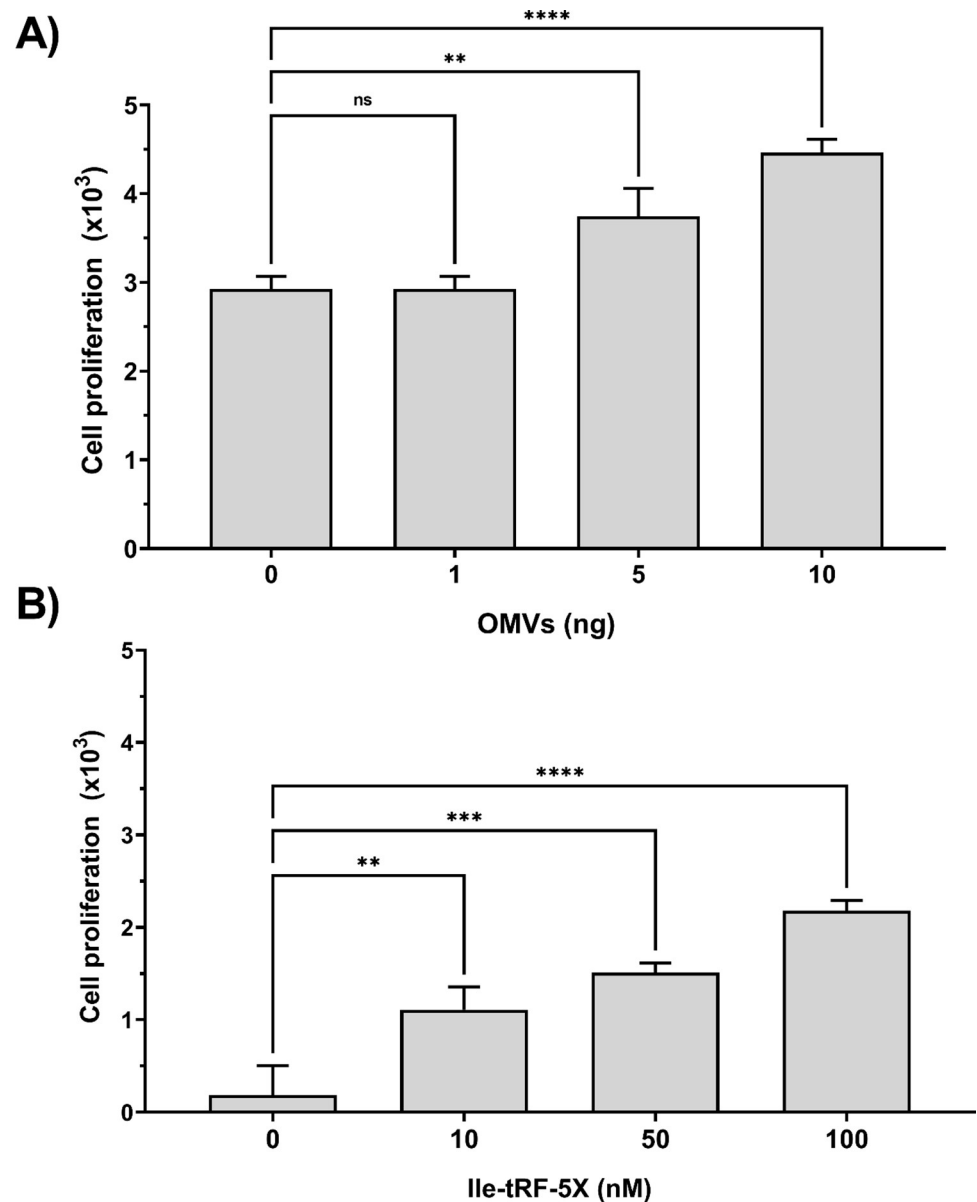 A)
****
**
ns
5
4
3
2
1
0
Cell proliferation (x10³)
0 1 5 10
OMVs (ng)
B)
5
4
3
2
1
0
Cell proliferation (x10³)
****
***
**
0 10 50 100
Ile-tRF-5X (nM)